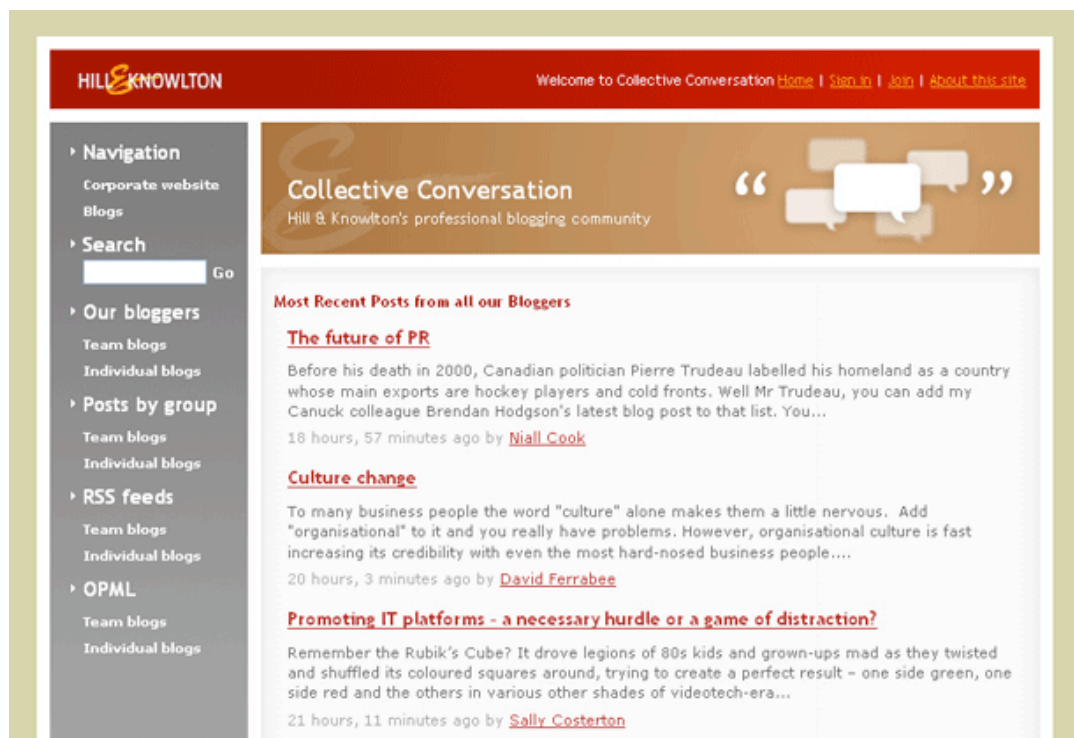 HILL & KNOWLTON
Welcome to Collective Conversation Home | Sign in | Join | About this site
Navigation
Corporate website
Blogs
Search
Go
Our bloggers
Team blogs
Individual blogs
Posts by group
Team blogs
Individual blogs
RSS feeds
Team blogs
Individual blogs
OPML
Team blogs
Individual blogs
Collective Conversation
Hill & Knowlton's professional blogging community
“ ”
Most Recent Posts from all our Bloggers
The future of PR
Before his death in 2000, Canadian politician Pierre Trudeau labelled his homeland as a country
whose main exports are hockey players and cold fronts. Well Mr Trudeau, you can add my
Canuck colleague Brendan Hodgson's latest blog post to that list. You...
18 hours, 57 minutes ago by Niall Cook
Culture change
To many business people the word "culture" alone makes them a little nervous.  Add
"organisational" to it and you really have problems. However, organisational culture is fast
increasing its credibility with even the most hard-nosed business people....
20 hours, 3 minutes ago by David Ferrabee
Promoting IT platforms - a necessary hurdle or a game of distraction?
Remember the Rubik’s Cube? It drove legions of 80s kids and grown-ups mad as they twisted
and shuffled its coloured squares around, trying to create a perfect result – one side green, one
side red and the others in various other shades of videotech-era...
21 hours, 11 minutes ago by Sally Costerton